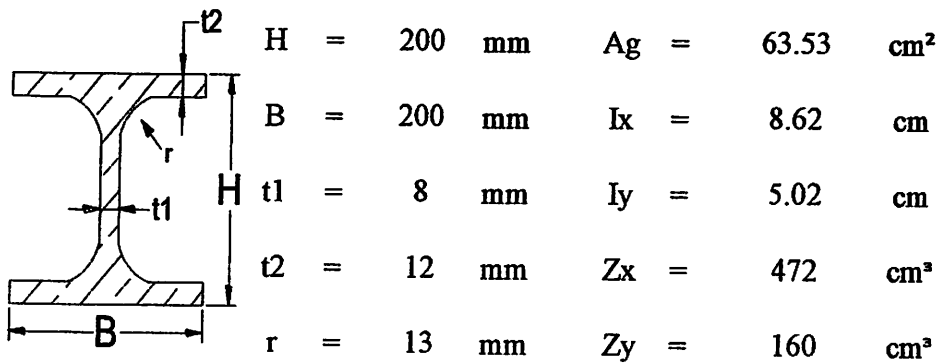 t2
r
H
t1
B
H = 200 mm Ag = 63.53 cm²
B = 200 mm Ix = 8.62 cm
t1 = 8 mm Iy = 5.02 cm
t2 = 12 mm Zx = 472 cm³
r = 13 mm Zy = 160 cm³